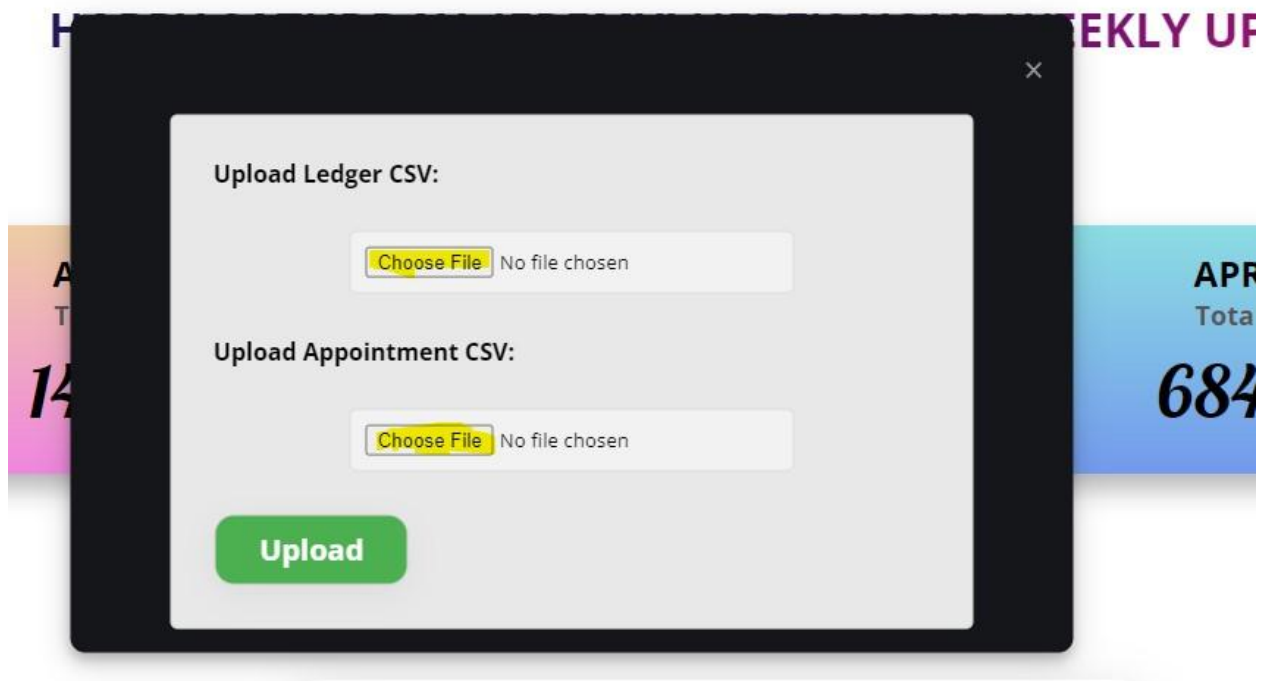 EKLY UP
×
Upload Ledger CSV:
Choose File No file chosen
APR
Tota
Upload Appointment CSV:
14
684
Choose File No file chosen
Upload